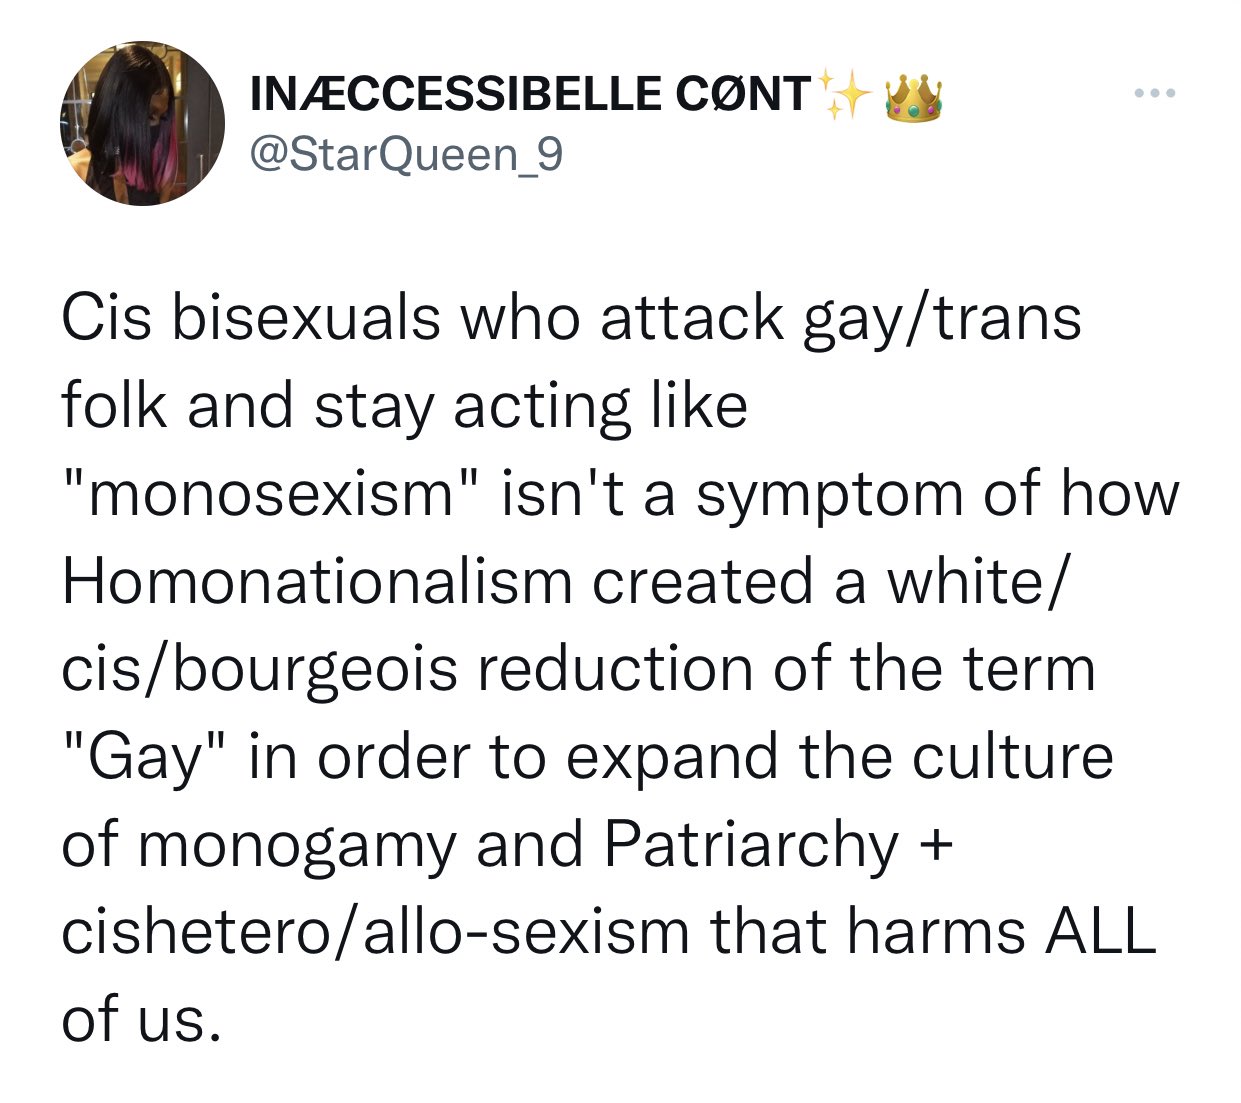 INÆCCESSIBELLE CØNT✨👑
@StarQueen_9
Cis bisexuals who attack gay/trans
folk and stay acting like
"monosexism" isn't a symptom of how
Homonationalism created a white/
cis/bourgeois reduction of the term
"Gay" in order to expand the culture
of monogamy and Patriarchy +
cishetero/allo-sexism that harms ALL
of us.